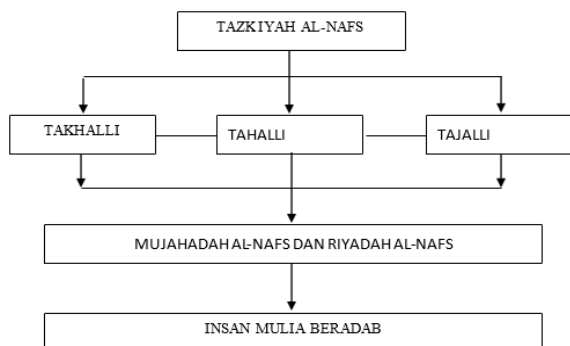 TAZKIYAH AL-NAFS
TAKHALLI
TAHALLI
TAJALLI
MUJAHADAH AL-NAFS DAN RIYADAH AL-NAFS
INSAN MULIA BERADAB